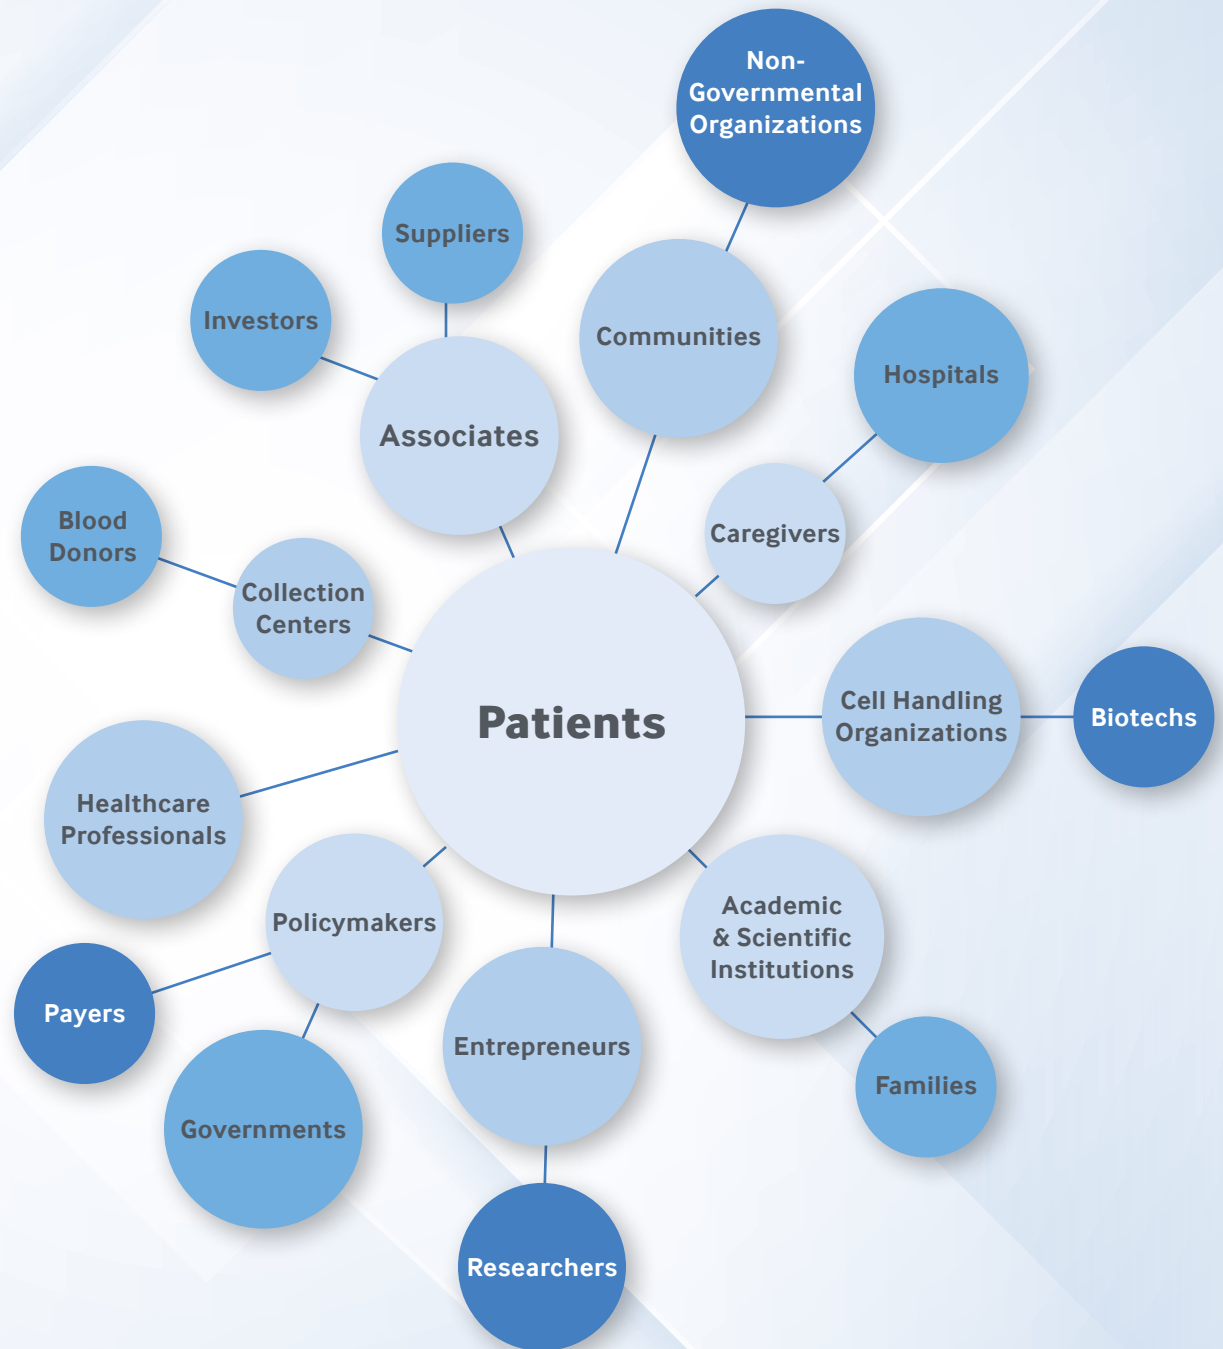 Non-
Governmental
Organizations
Suppliers
Investors
Communities
Hospitals
Associates
Blood
Donors
Caregivers
Collection
Centers
Patients
Cell Handling
Organizations
Biotechs
Healthcare
Professionals
Policymakers
Academic
& Scientific
Institutions
Payers
Entrepreneurs
Families
Governments
Researchers